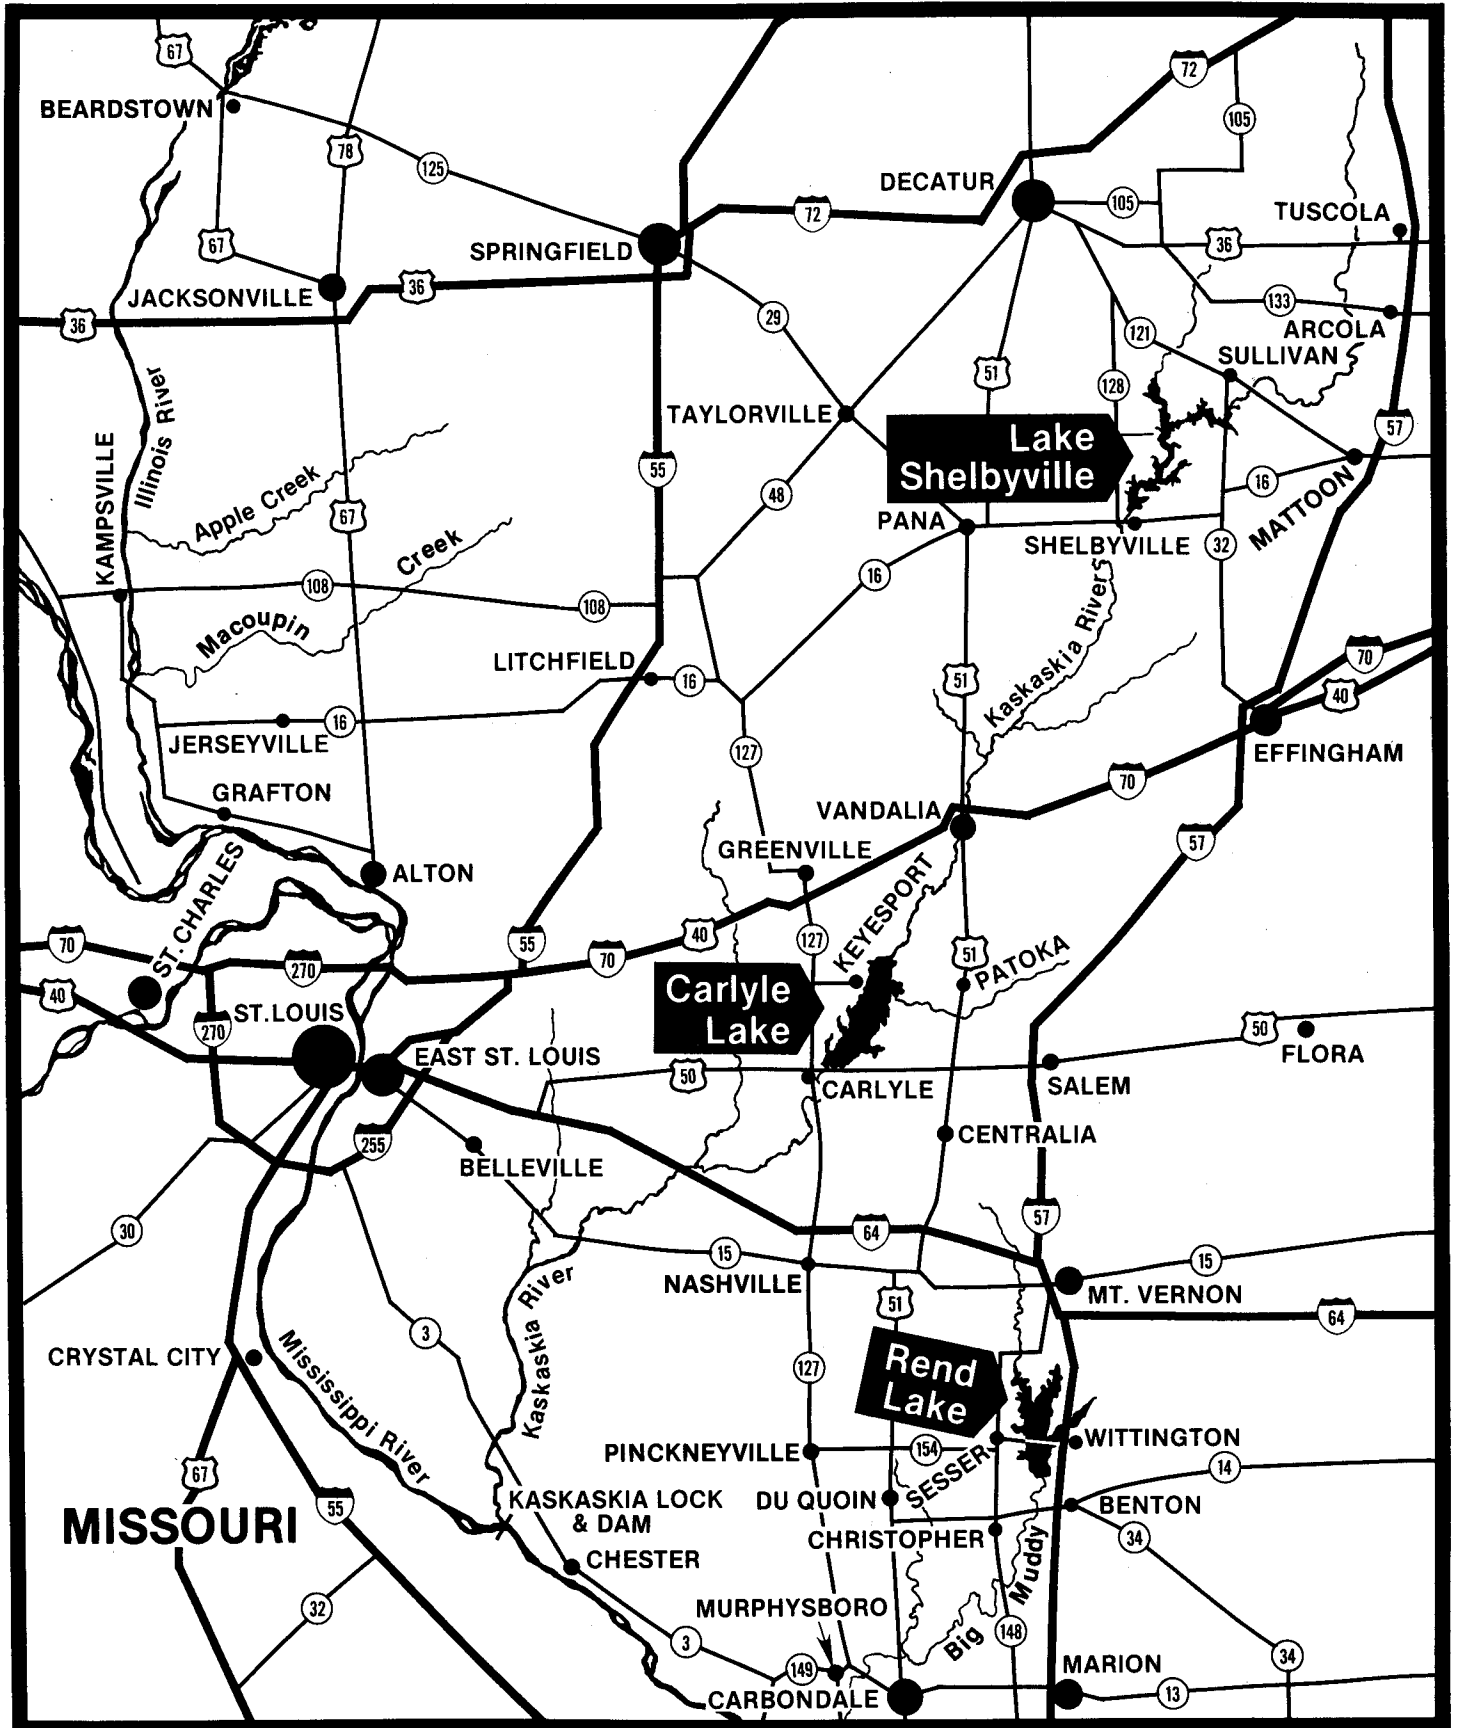 67
BEARDSTOWN
78
125
72
105
DECATUR
105
TUSCOLA
67
SPRINGFIELD
72
36
JACKSONVILLE
36
36
29
133
ARCOLA
121
SULLIVAN
51
128
Illinois River
KAMPSVILLE
TAYLORVILLE
57
Lake
Shelbyville
Apple Creek
55
48
16
MATTOON
67
PANA
SHELBYVILLE
32
Creek
Macoupin
108
108
16
Kaskaskia River
LITCHFIELD
16
51
70
40
JERSEYVILLE
16
127
EFFINGHAM
GRAFTON
70
VANDALIA
57
GREENVILLE
ALTON
ST. CHARLES
KEYESPORT
70
55
40
127
51
PATOKA
270
70
40
Carlyle
Lake
ST. LOUIS
270
50
FLORA
EAST ST. LOUIS
50
CARLYLE
SALEM
255
CENTRALIA
BELLEVILLE
30
57
64
15
15
NASHVILLE
MT. VERNON
Kaskaskia River
51
64
3
CRYSTAL CITY
Mississippi River
127
Rend
Lake
PINCKNEYVILLE
154
SESSER
WITTINGTON
67
14
55
MISSOURI
KASKASKIA LOCK
& DAM
DU QUOIN
BENTON
CHRISTOPHER
34
CHESTER
Big Muddy
32
MURPHYSBORO
3
148
34
149
MARION
CARBONDALE
13